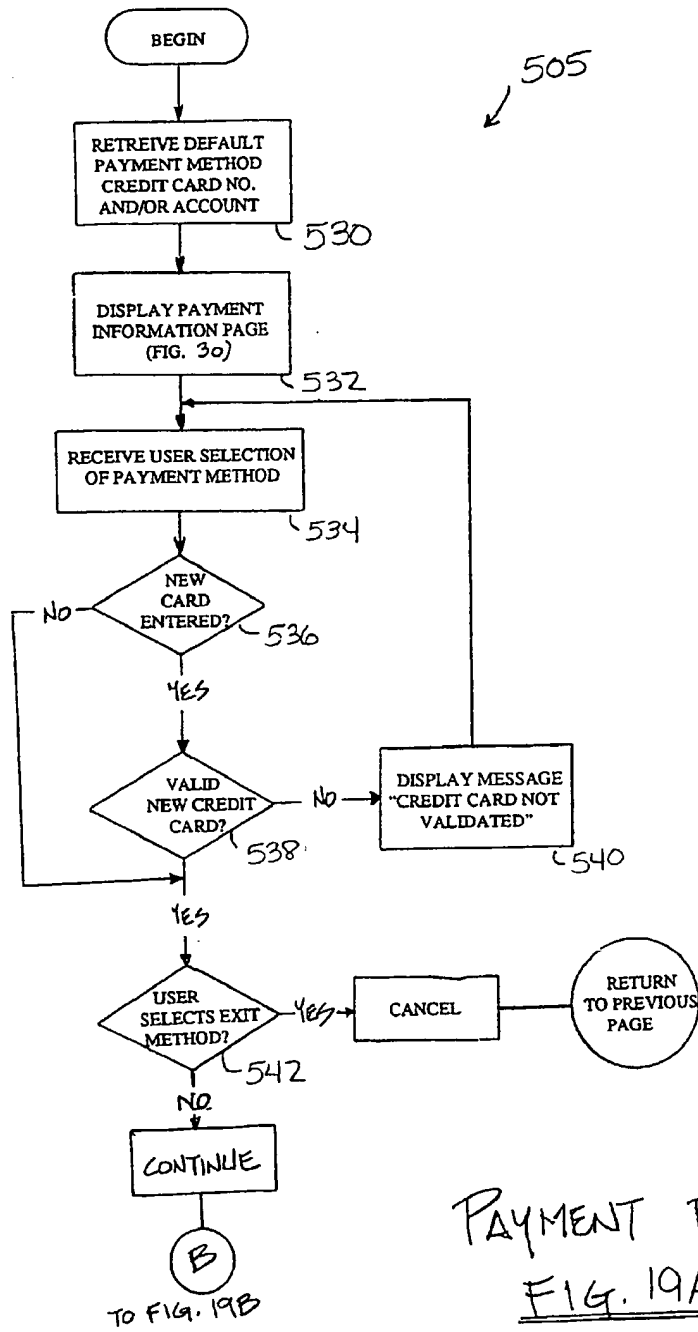 BEGIN
505
RETREIVE DEFAULT
PAYMENT METHOD
CREDIT CARD NO.
AND/OR ACCOUNT
530
DISPLAY PAYMENT
INFORMATION PAGE
(FIG. 30)
532
RECEIVE USER SELECTION
OF PAYMENT METHOD
534
NEW
CARD
ENTERED?
NO
536
YES
VALID
NEW CREDIT
CARD?
538
NO
DISPLAY MESSAGE
"CREDIT CARD NOT
VALIDATED"
540
YES
USER
SELECTS EXIT
METHOD?
542
YES
CANCEL
RETURN
TO PREVIOUS
PAGE
NO
CONTINUE
B
TO FIG. 19B
PAYMENT
FIG. 19A